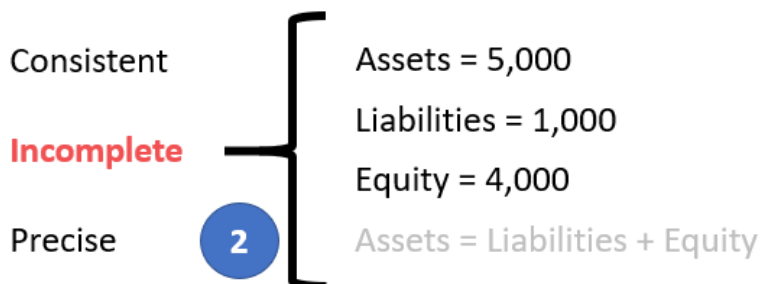 Consistent
Incomplete
Precise
2
Assets = 5,000
Liabilities = 1,000
Equity = 4,000
Assets = Liabilities + Equity